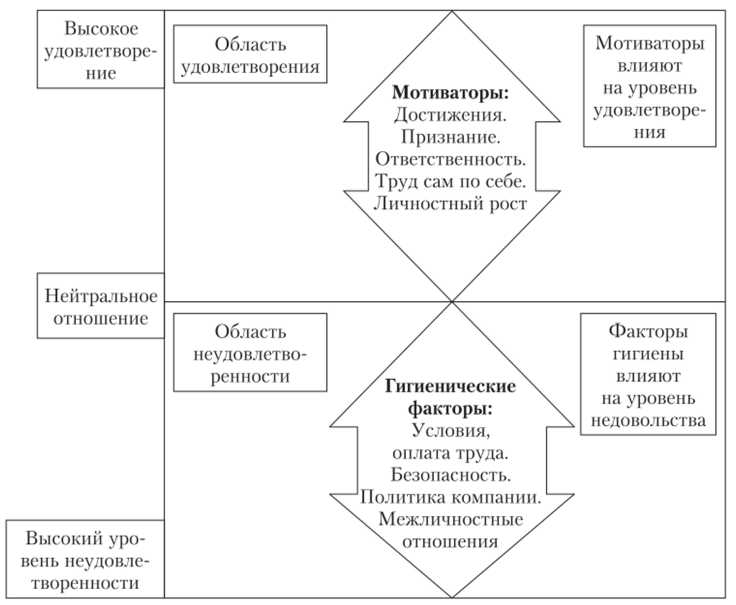 Высокое
удовлетворе-
ние
Область
удовлетворения
Мотиваторы:
Достижения.
Признание.
Ответственность.
Труд сам по себе.
Личностный рост
Мотиваторы
влияют
на уровень
удовлетворе-
ния
Нейтральное
отношение
Область
неудовлетво-
ренности
Гигиенические
факторы:
Условия,
оплата труда.
Безопасность.
Политика компании.
Межличностные
отношения
Факторы
гигиены
влияют
на уровень
недовольства
Высокий уро-
вень неудовле-
творенности